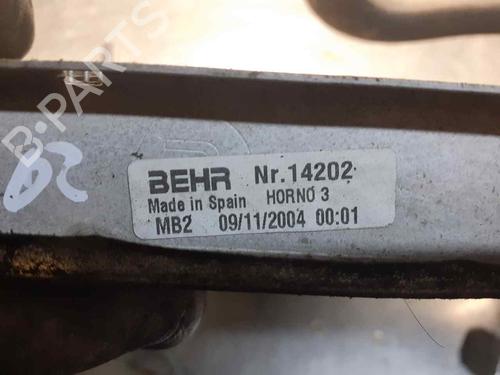 B-PARTS
BEHR Nr.14202
Made in Spain HORNO 3
MB2 09/11/2004 00:01